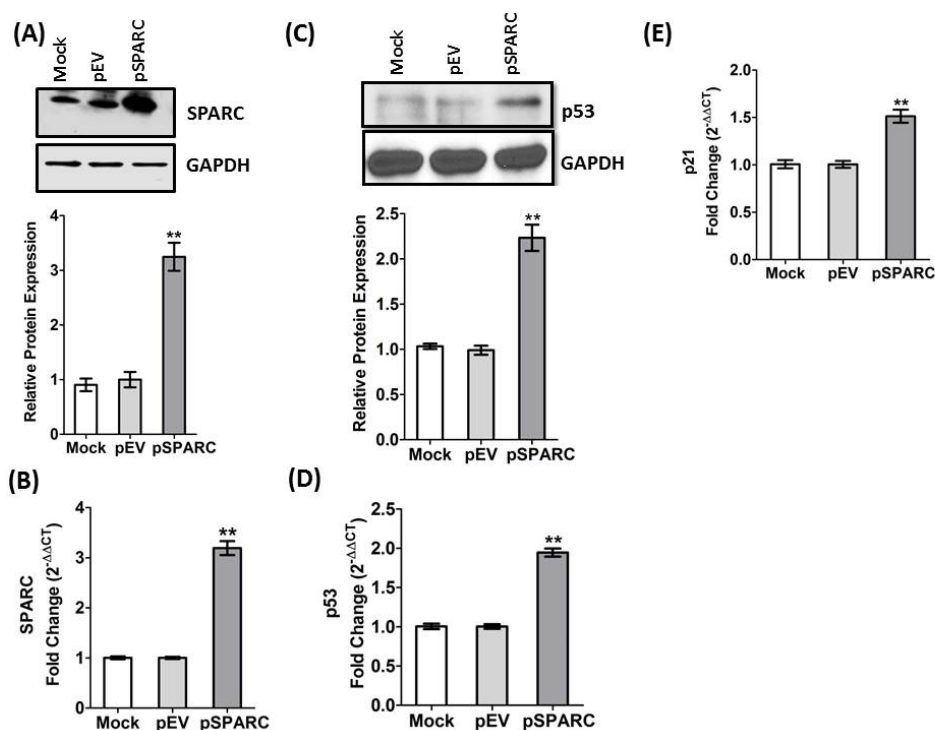 (A)
Mock
pEV
pSPARC
SPARC
GAPDH
Relative Protein Expression
4
3
2
1
0
Mock pEV pSPARC
(B)
SPARC
Fold Change (2-ΔΔCT)
4
3
2
1
0
**
Mock pEV pSPARC
**
(C)
Mock
pEV
pSPARC
p53
GAPDH
Relative Protein Expression
2.5
2.0
1.5
1.0
0.5
0.0
**
Mock pEV pSPARC
(D)
p53
Fold Change (2-ΔΔCT)
2.5
2.0
1.5
1.0
0.5
0.0
**
Mock pEV pSPARC
(E)
p21
Fold Change (2-ΔΔCT)
2.0
1.5
1.0
0.5
0.0
**
Mock pEV pSPARC